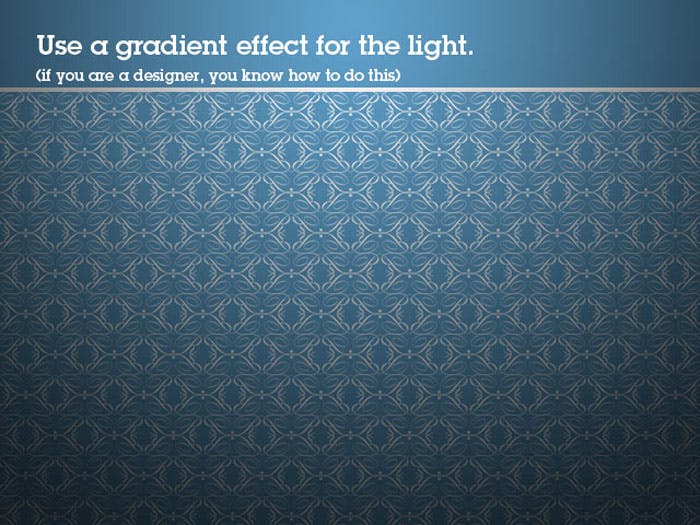 Use a gradient effect for the light.
(if you are a designer, you know how to do this)